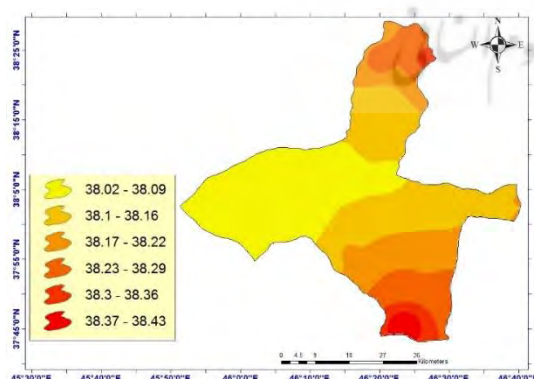 N
W E
S
38°25'0"N
38°15'0"N
38°5'0"N
37°55'0"N
37°45'0"N
38.02 - 38.09
38.1 - 38.16
38.17 - 38.22
38.23 - 38.29
38.3 - 38.36
38.37 - 38.43
0 4.5 9 18 27 36
Kilometers
45°30'0"E 45°40'0"E 45°50'0"E 46°0'0"E 46°10'0"E 46°20'0"E 46°30'0"E 46°40'0"E